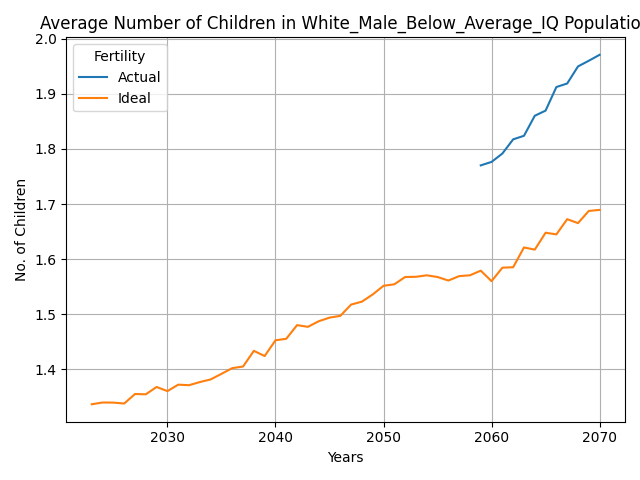 Average Number of Children in White_Male_Below_Average_IQ Populatio
Fertility
Actual
Ideal
2.0
1.9
1.8
1.7
1.6
1.5
1.4
No. of Children
2030 2040 2050 2060 2070
Years